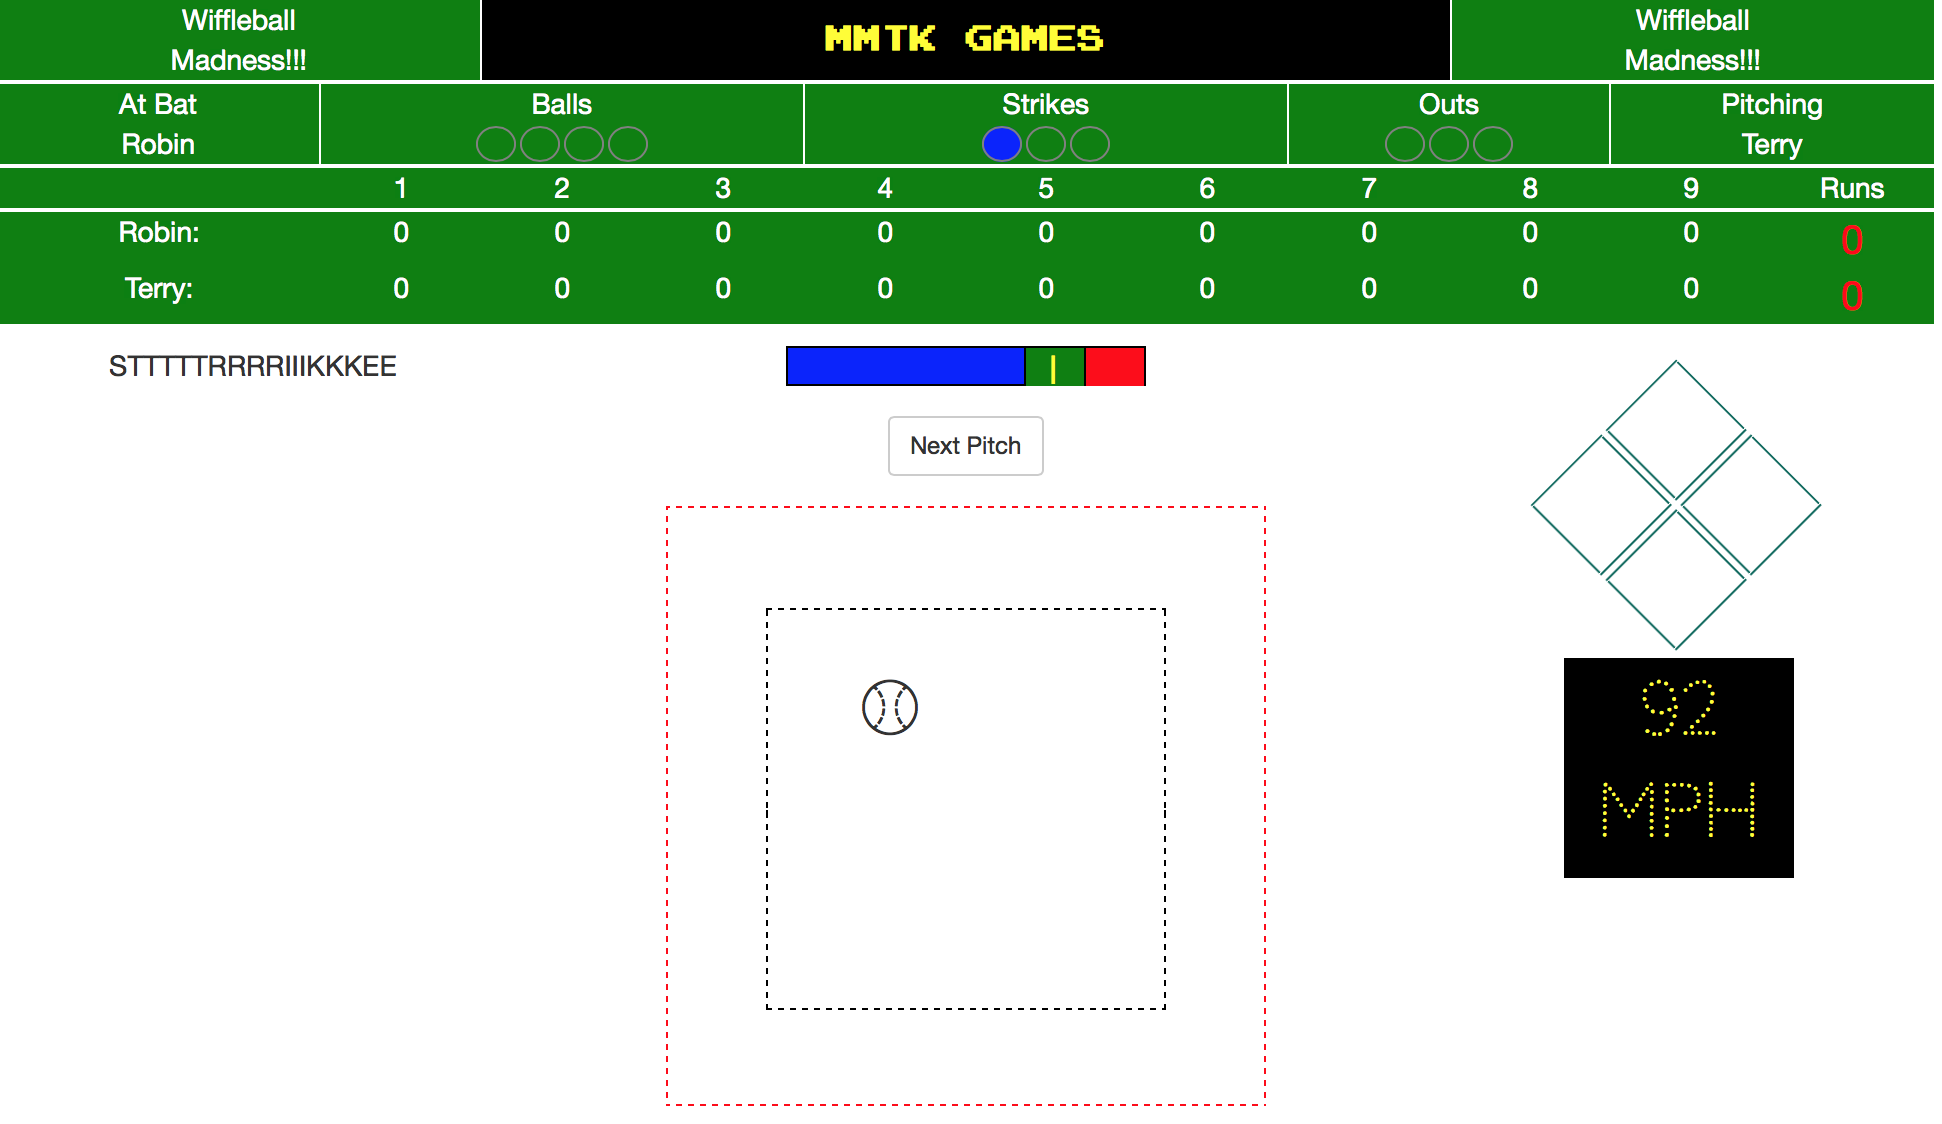 Wiffleball
Madness!!!
MMTK GAMES
Wiffleball
Madness!!!
At Bat
Robin
Balls
Strikes
Outs
Pitching
Terry
1 2 3 4 5 6 7 8 9 Runs
Robin: 0 0 0 0 0 0 0 0 0 0
Terry: 0 0 0 0 0 0 0 0 0 0
STTTTTRRRRIIIKKKEE
|
Next Pitch
92
MPH